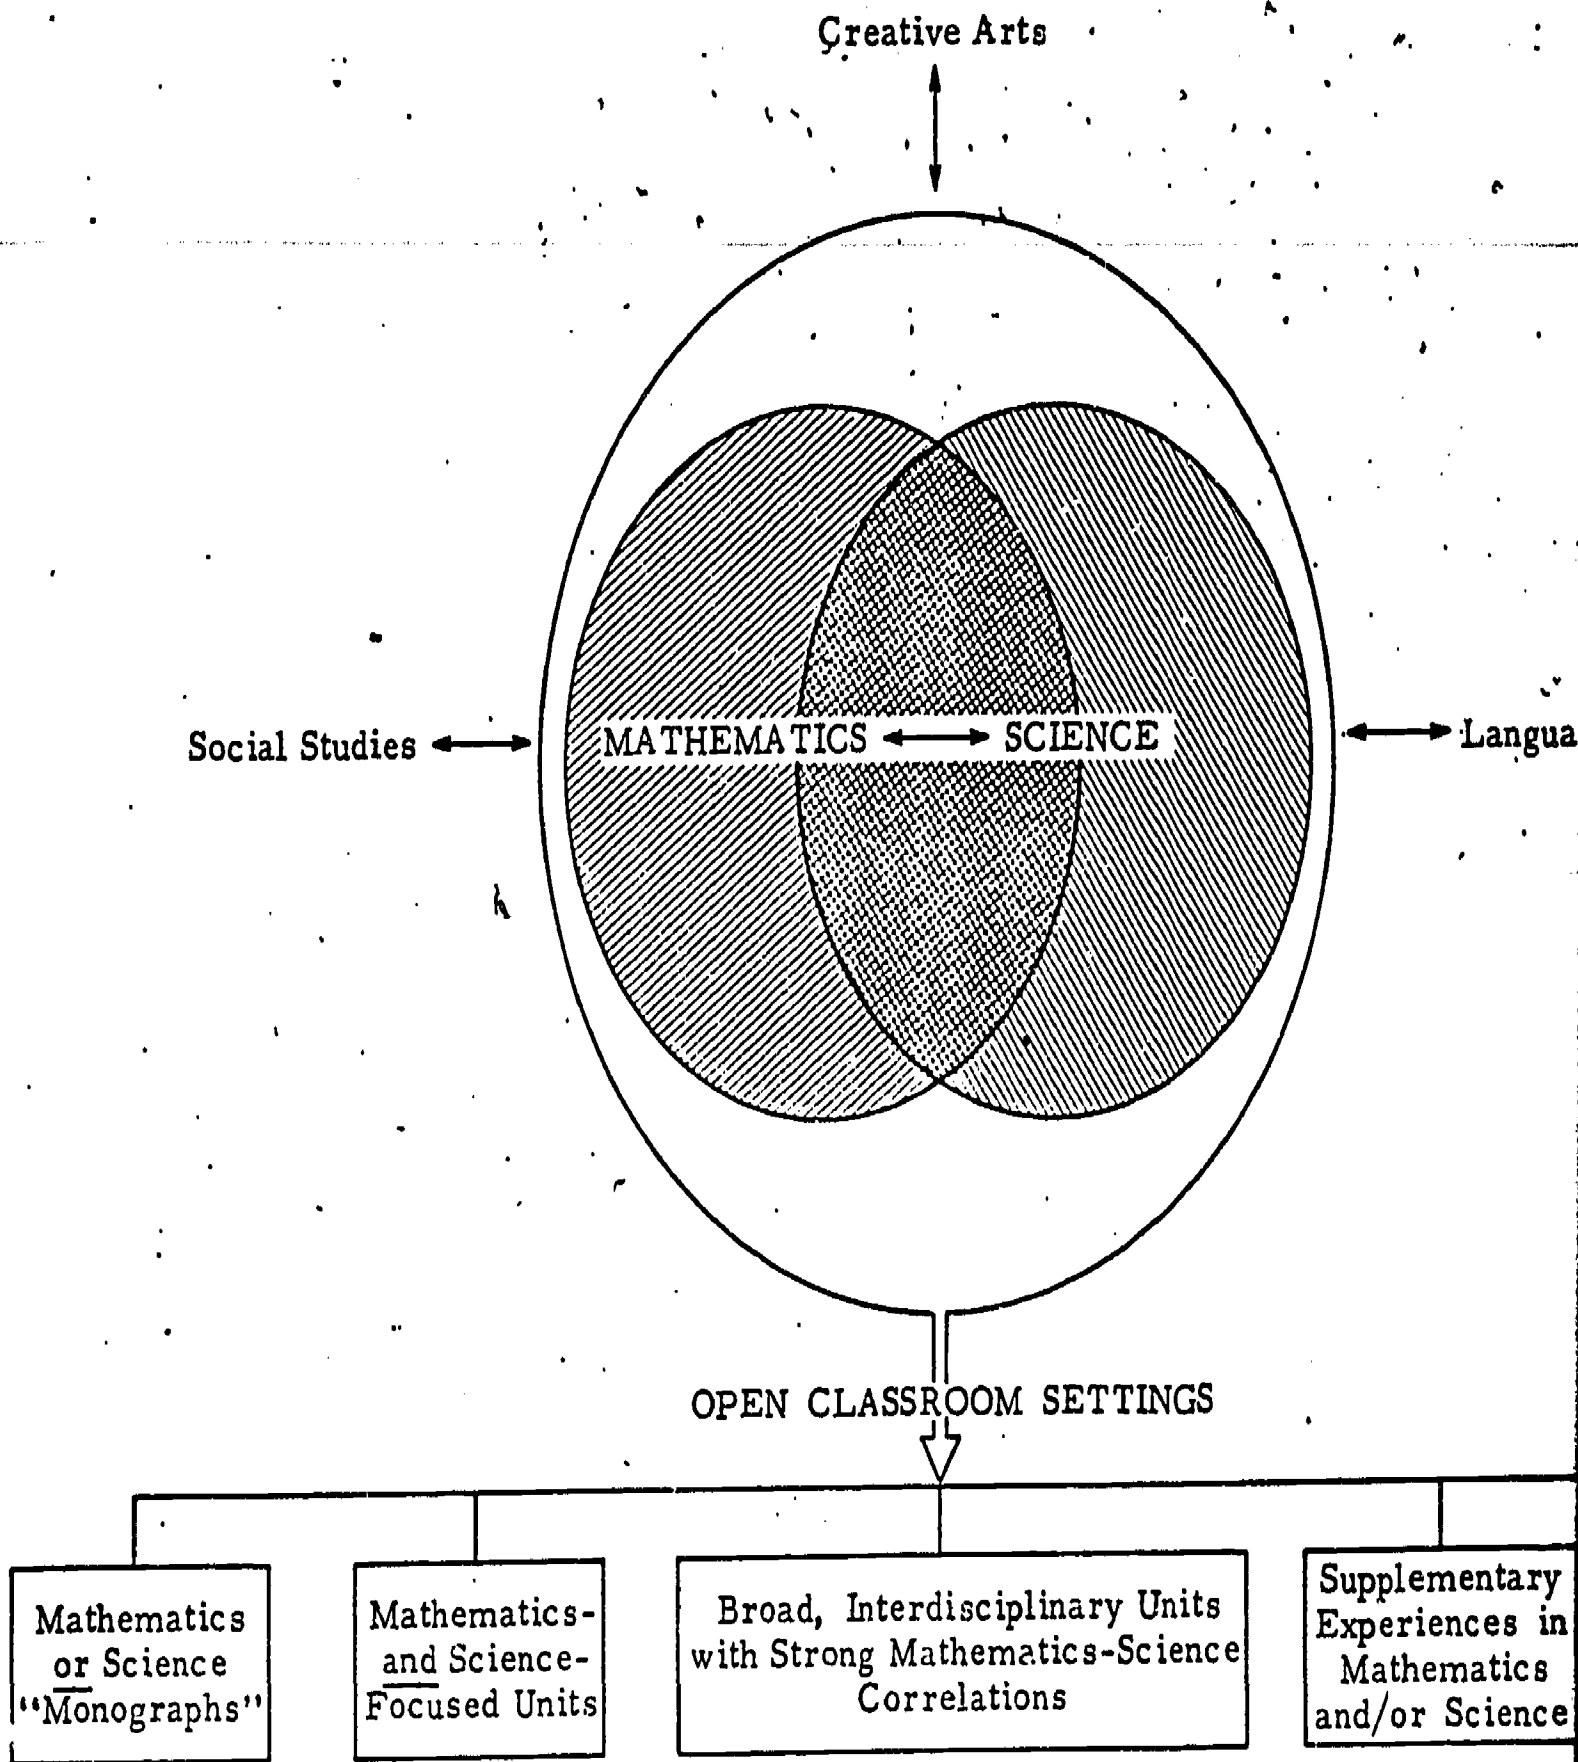 Creative Arts
Social Studies
MATHEMATICS
SCIENCE
Langua
OPEN CLASSROOM SETTINGS
Mathematics
or Science
"Monographs"
Mathematics-
and Science-
Focused Units
Broad, Interdisciplinary Units
with Strong Mathematics-Science
Correlations
Supplementary
Experiences in
Mathematics
and/or Science